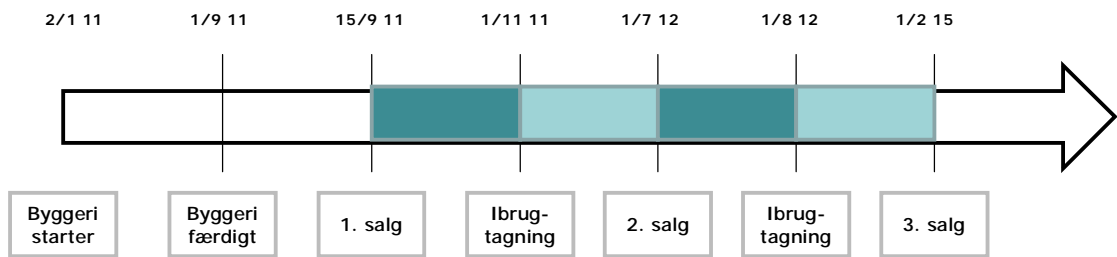 2/1 11 1/9 11 15/9 11 1/11 11 1/7 12 1/8 12 1/2 15
Byggeri
starter
Byggeri
færdigt
1. salg
Ibrug-
tagning
2. salg
Ibrug-
tagning
3. salg